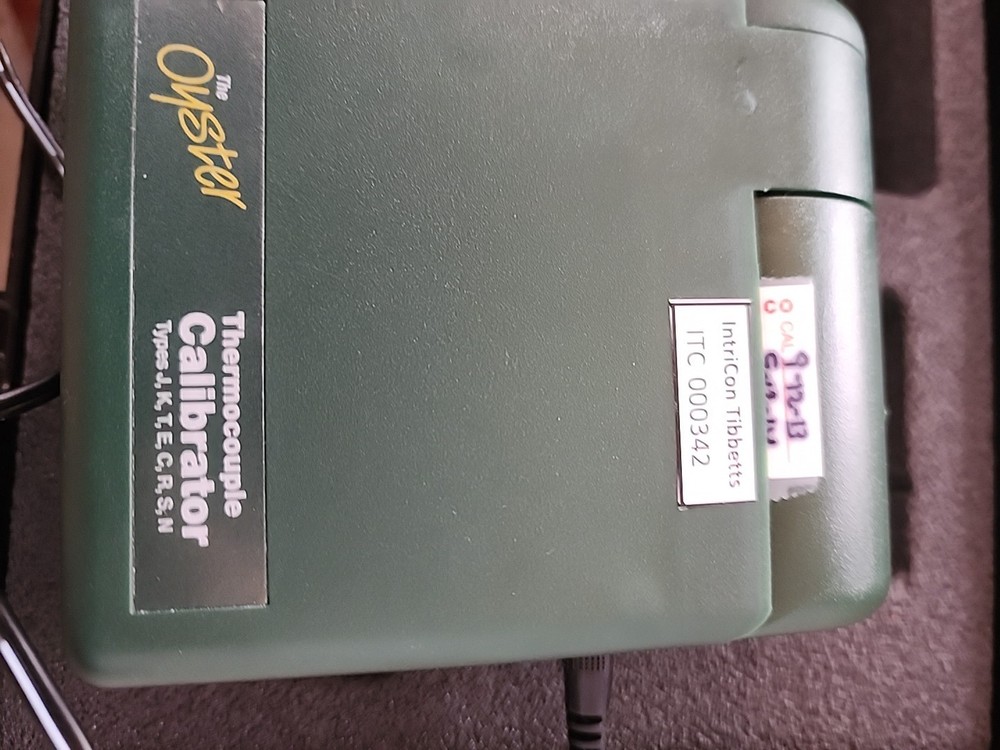 The
Oyster
Thermocouple
Calibrator
Types J, K, T, E, C, R, S, N
IntriCon Tibbetts
ITC 000342
CAL 9-12-13